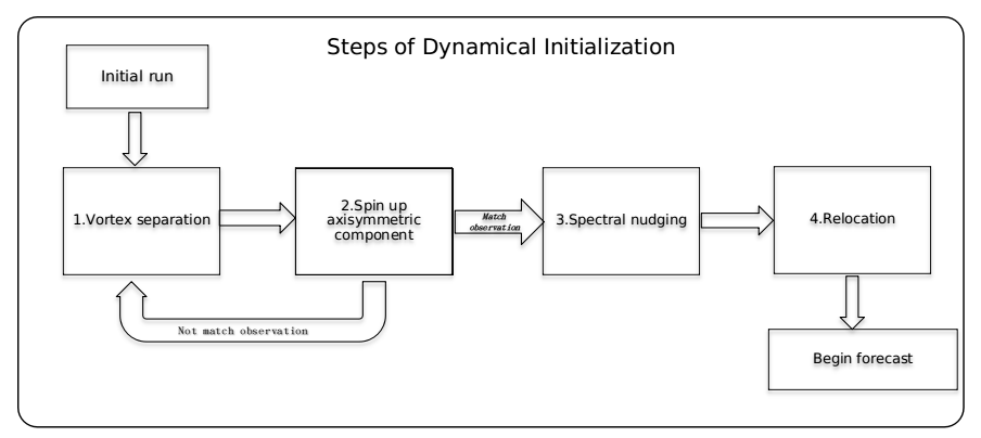 Steps of Dynamical Initialization
Initial run
1.Vortex separation
2.Spin up
axisymmetric
component
Match
observation
3.Spectral nudging
4.Relocation
Not match observation
Begin forecast